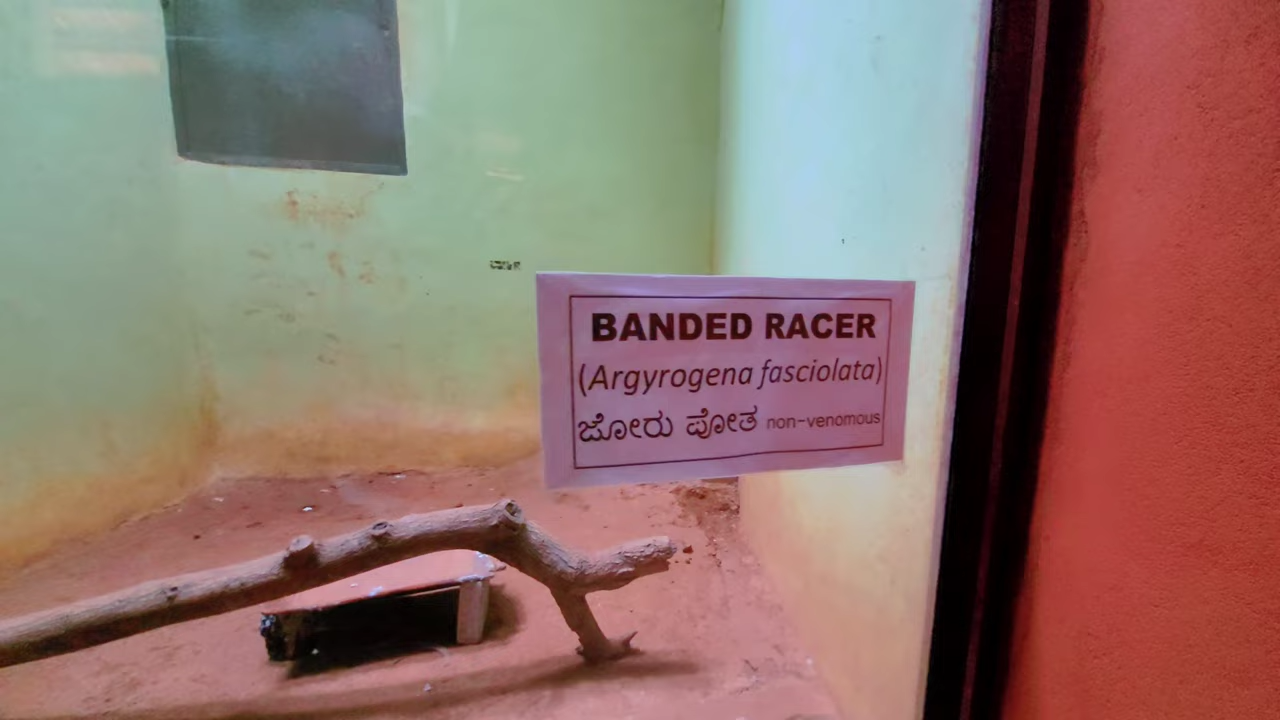 BANDED RACER
(Argyrogena fasciolata)
ಜೋರು ಪೋತ non-venomous